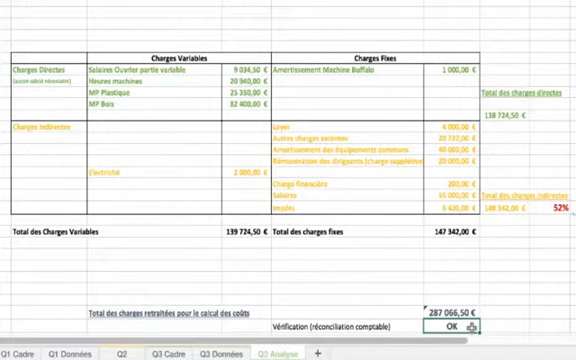 Charges Variables Charges Fixes
Charges Directes Salaires Ouvrier partie variable 9 034,50 € Amortissement Machine Buffalo 1 000,00 €
(aucun calcul nécessaire) Heures machines 20 940,00 €
MP Plastique 25 350,00 € Total des charges directes
MP Bois 82 400,00 €
138 724,50 €
Charges Indirectes Loyer 4 000,00 €
Autres charges externes 20 722,00 €
Amortissement des équipements communs 40 000,00 €
Rémunération des dirigeants (charge supplétive 20 000,00 €
Electricité 1 000,00 €
Charge financière 200,00 €
Salaires 55 000,00 € Total des charges indirectes
Impôts 6 420,00 € 148 342,00 € 52%
Total des Charges Variables 139 724,50 € Total des charges fixes 147 342,00 €
Total des charges retraitées pour le calcul des coûts 287 066,50 €
Vérification (réconciliation comptable) OK
Q1 Cadre Q1 Données Q2 Q3 Cadre Q3 Données Q3 Analyse +